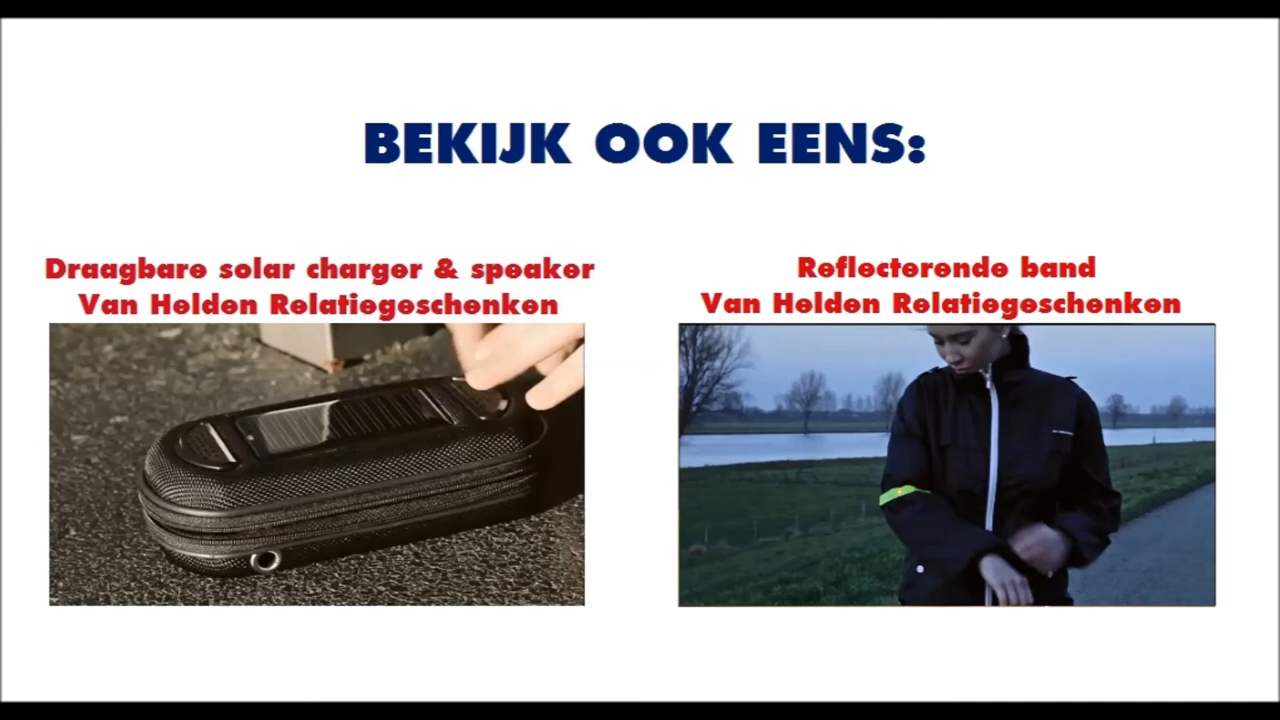 BEKIJK OOK EENS:
Draagbare solar charger & speaker
Van Helden Relatiegeschenken
Reflecterende band
Van Helden Relatiegeschenken